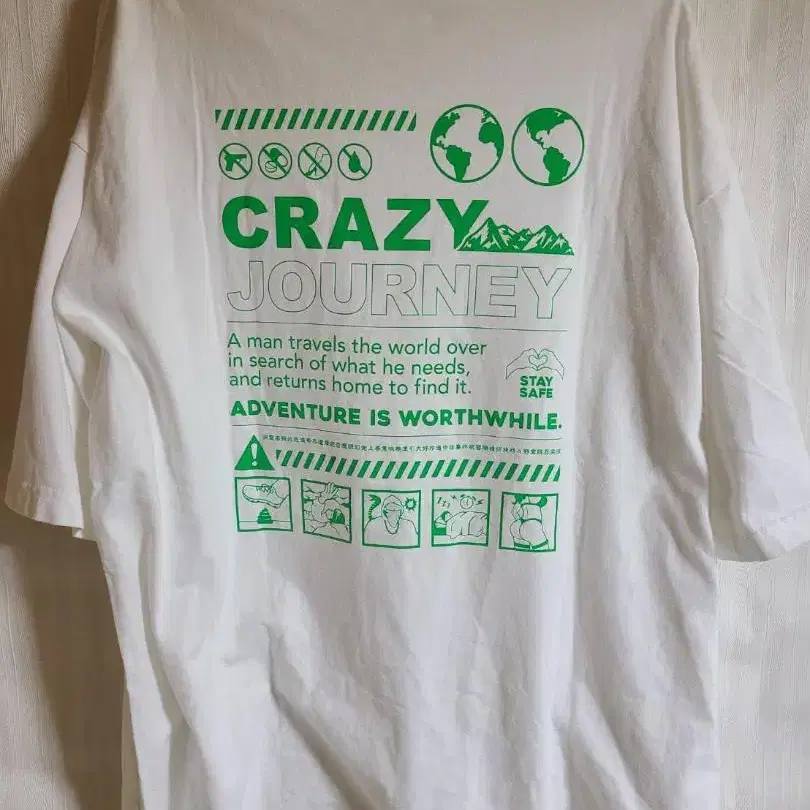 CRAZY
JOURNEY
A man travels the world over
in search of what he needs,
and returns home to find it.
STAY
SAFE
ADVENTURE IS WORTHWHILE.